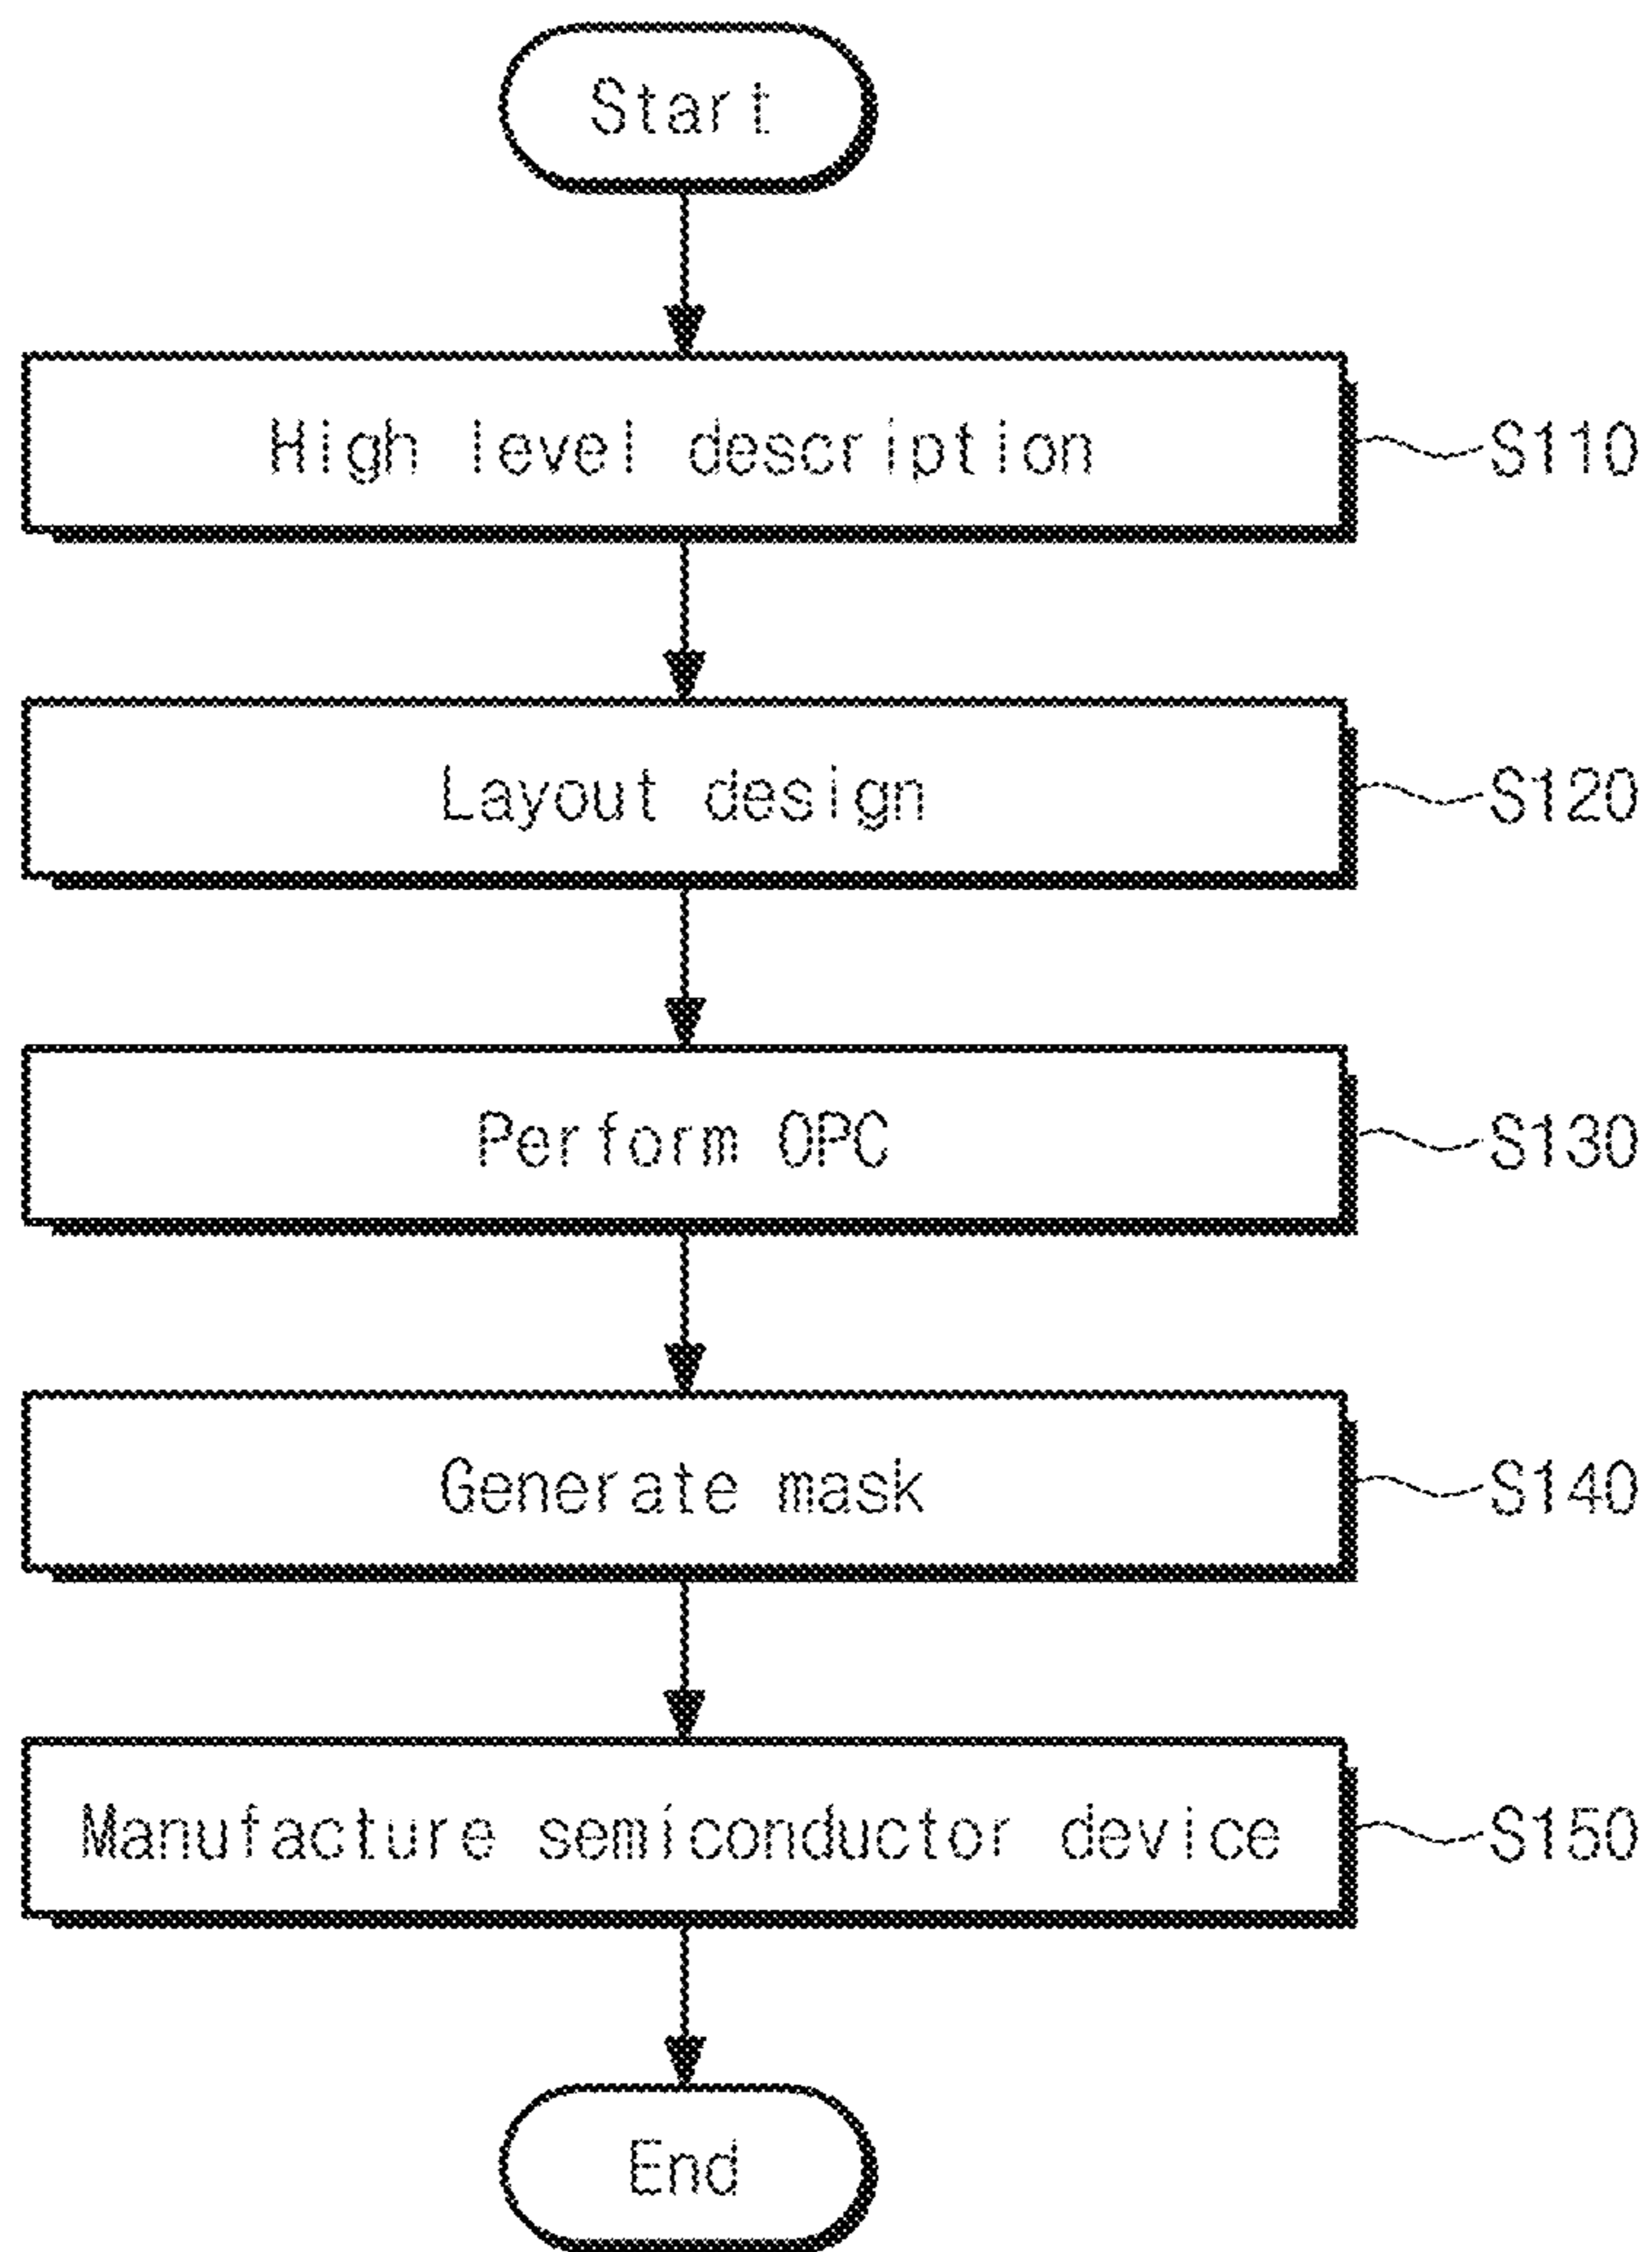 Start
High level description S110
Layout design S120
Perform OPC S130
Generate mask S140
Manufacture semiconductor device S150
End